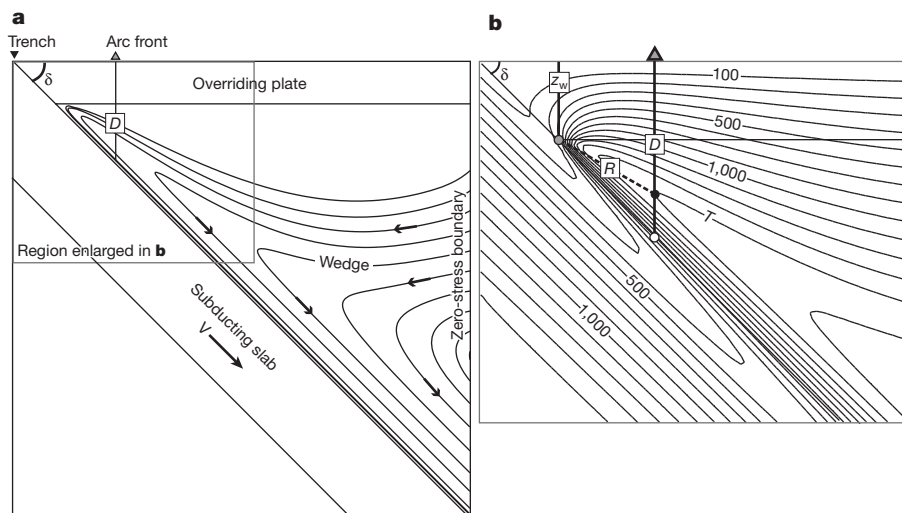 a
Trench
Arc front
δ
Overriding plate
D
Region enlarged in b
Wedge
Zero-stress boundary
Subducting slab
V
b
δ
z_w
100
500
D
R
1,000
T
500
1,000